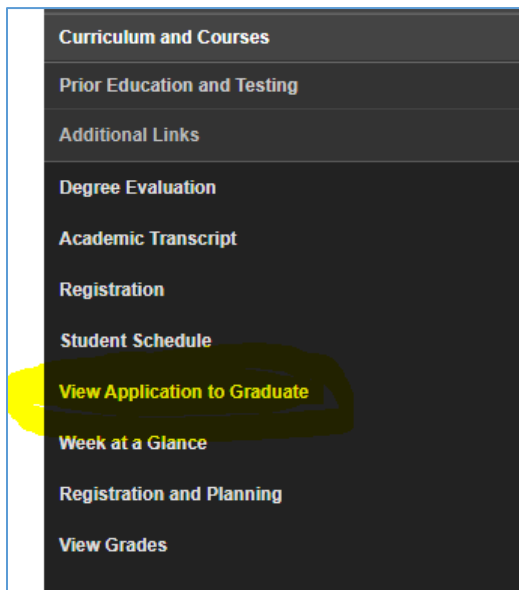 Curriculum and Courses
Prior Education and Testing
Additional Links
Degree Evaluation
Academic Transcript
Registration
Student Schedule
View Application to Graduate
Week at a Glance
Registration and Planning
View Grades